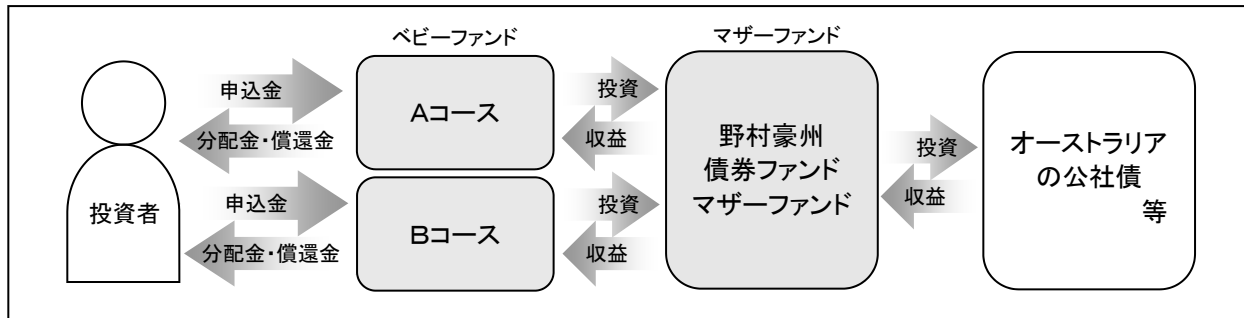 ベビーファンド
マザーファンド
申込金
分配金・償還金
申込金
分配金・償還金
投資者
Aコース
Bコース
投資
収益
投資
収益
野村豪州
債券ファンド
マザーファンド
投資
収益
オーストラリア
の公社債
等